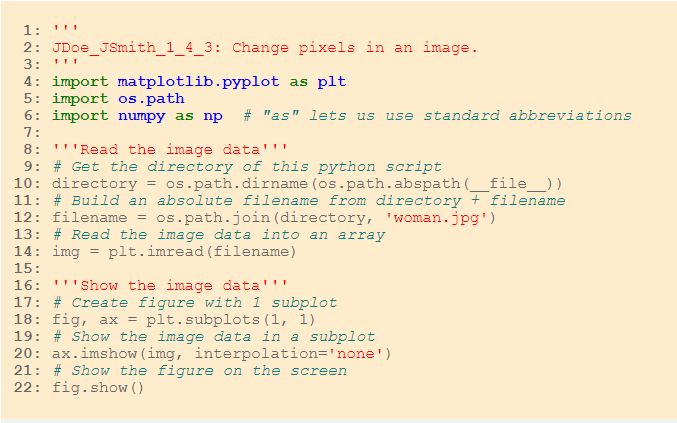 1: '''
2: JDoe_JSmith_1_4_3: Change pixels in an image.
3: '''
4: import matplotlib.pyplot as plt
5: import os.path
6: import numpy as np  # "as" lets us use standard abbreviations
7:
8: '''Read the image data'''
9: # Get the directory of this python script
10: directory = os.path.dirname(os.path.abspath(__file__))
11: # Build an absolute filename from directory + filename
12: filename = os.path.join(directory, 'woman.jpg')
13: # Read the image data into an array
14: img = plt.imread(filename)
15:
16: '''Show the image data'''
17: # Create figure with 1 subplot
18: fig, ax = plt.subplots(1, 1)
19: # Show the image data in a subplot
20: ax.imshow(img, interpolation='none')
21: # Show the figure on the screen
22: fig.show()